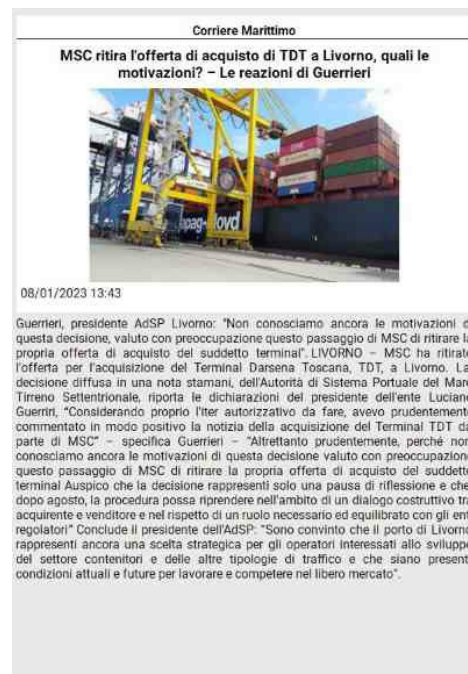 Corriere Marittimo
MSC ritira l'offerta di acquisto di TDT a Livorno, quali le
motivazioni? – Le reazioni di Guerrieri
apag-Lloyd
08/01/2023 13:43
Guerrieri, presidente AdSP Livorno: "Non conosciamo ancora le motivazioni d
questa decisione, valuto con preoccupazione questo passaggio di MSC di ritirare la
propria offerta di acquisto del suddetto terminal". LIVORNO – MSC ha ritirato
l'offerta per l'acquisizione del Terminal Darsena Toscana, TDT, a Livorno. La
decisione diffusa in una nota stamani, dell'Autorità di Sistema Portuale del Mar
Tirreno Settentrionale, riporta le dichiarazioni del presidente dell'ente Luciano
Guerriri, "Considerando proprio l'iter autorizzativo da fare, avevo prudentemente
commentato in modo positivo la notizia della acquisizione del Terminal TDT da
parte di MSC" – specifica Guerrieri – "Altrettanto prudentemente, perché non
conosciamo ancora le motivazioni di questa decisione valuto con preoccupazione
questo passaggio di MSC di ritirare la propria offerta di acquisto del suddetto
terminal Auspico che la decisione rappresenti solo una pausa di riflessione e che,
dopo agosto, la procedura possa riprendere nell'ambito di un dialogo costruttivo tra
acquirente e venditore e nel rispetto di un ruolo necessario ed equilibrato con gli ent
regolatori" Conclude il presidente dell'AdSP: "Sono convinto che il porto di Livorno
rappresenti ancora una scelta strategica per gli operatori interessati allo sviluppo
del settore contenitori e delle altre tipologie di traffico e che siano present
condizioni attuali e future per lavorare e competere nel libero mercato".